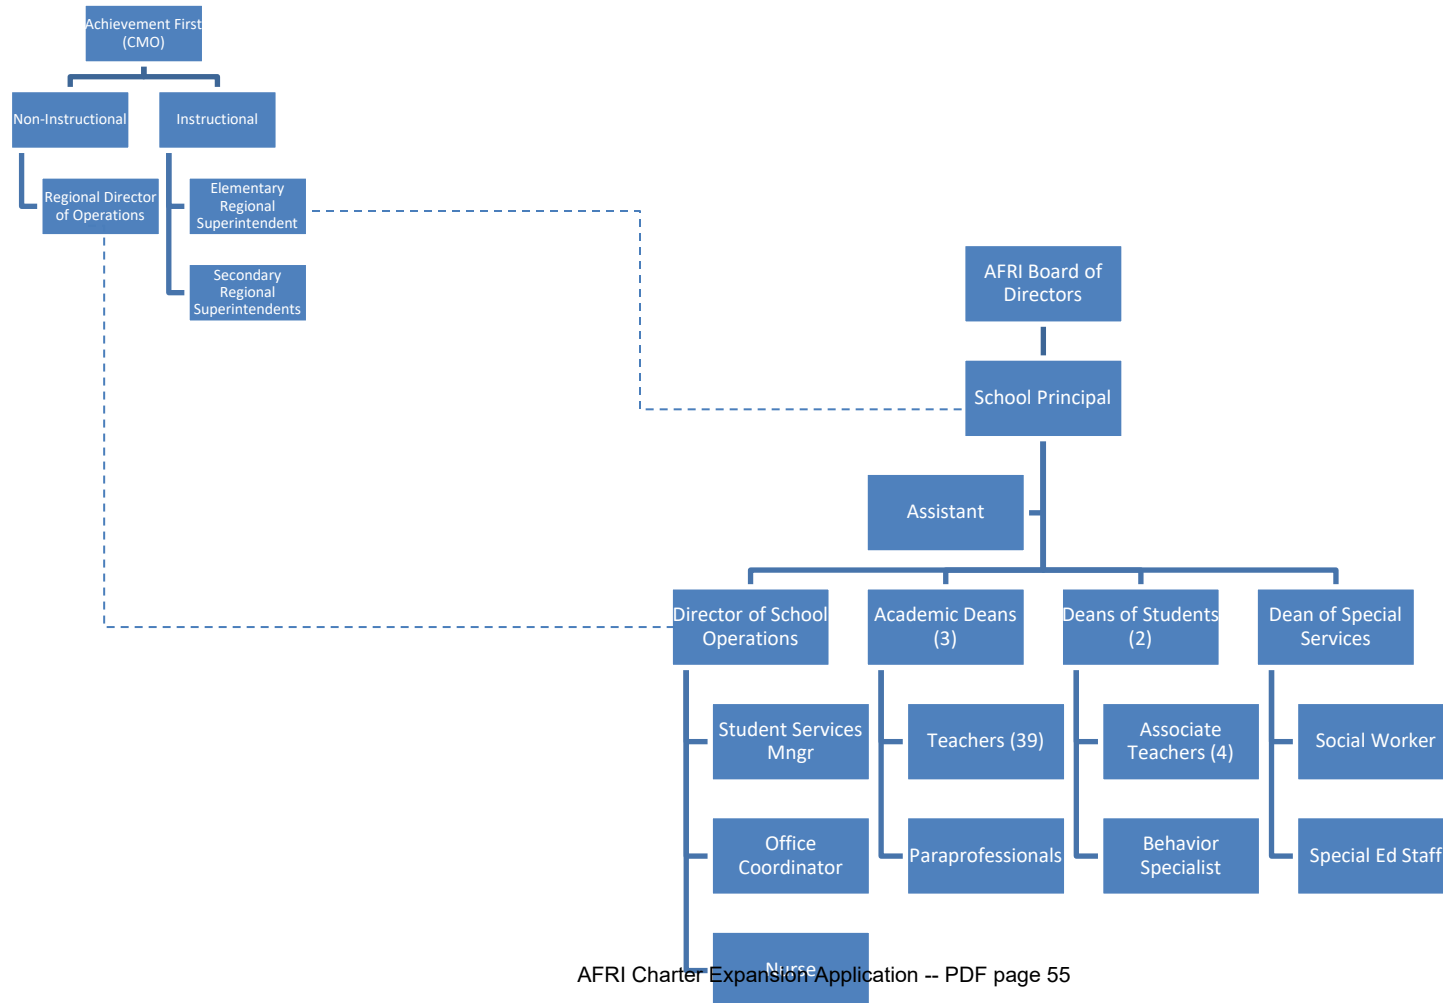 Achievement First
(CMO)
Non-Instructional
Instructional
Regional Director
of Operations
Elementary
Regional
Superintendent
Secondary
Regional
Superintendents
AFRI Board of
Directors
School Principal
Assistant
Director of School
Operations
Academic Deans
(3)
Deans of Students
(2)
Dean of Special
Services
Student Services
Mngr
Teachers (39)
Associate
Teachers (4)
Social Worker
Office
Coordinator
Paraprofessionals
Behavior
Specialist
Special Ed Staff
Nurse
AFRI Charter Expansion Application -- PDF page 55